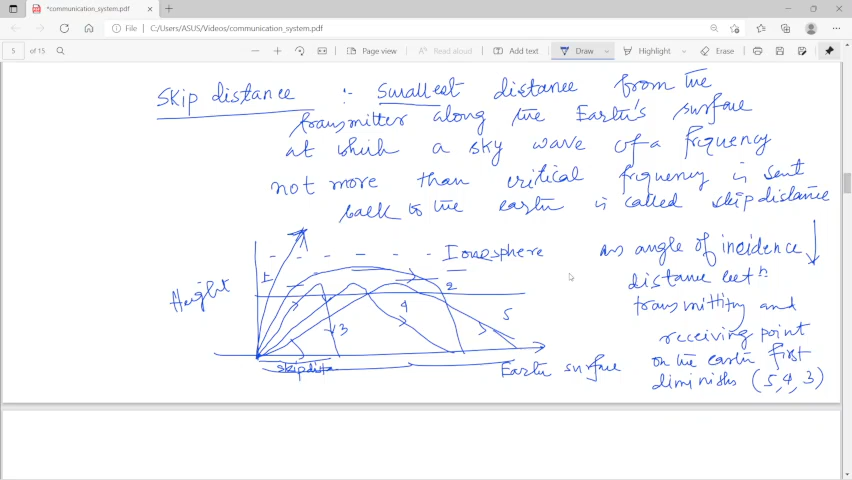 *communication_system.pdf
File
C:/Users/ASUS/Videos/communication_system.pdf
5 of 15
Page view
Read aloud
Add text
Draw
Highlight
Erase
Skip distance :- Smallest distance from the
transmitter along the Earth's surface
at which a sky wave of a frequency
not more than critical frequency is sent
back to the earth is called skip distance
Ionosphere
Height
1
2
3
4
5
skip dist
Earth surface
As angle of incidence ↓
distance betn
transmitting and
receiving point
on the earth first
diminishs (5,4,3)